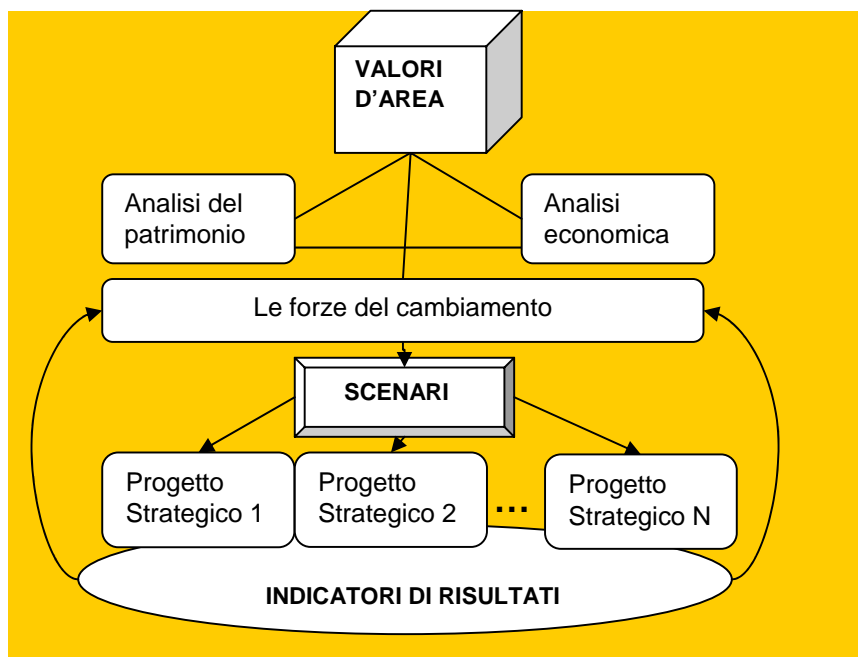 VALORI
D’AREA
Analisi del
patrimonio
Analisi
economica
Le forze del cambiamento
SCENARI
Progetto
Strategico 1
Progetto
Strategico 2
...
Progetto
Strategico N
INDICATORI DI RISULTATI